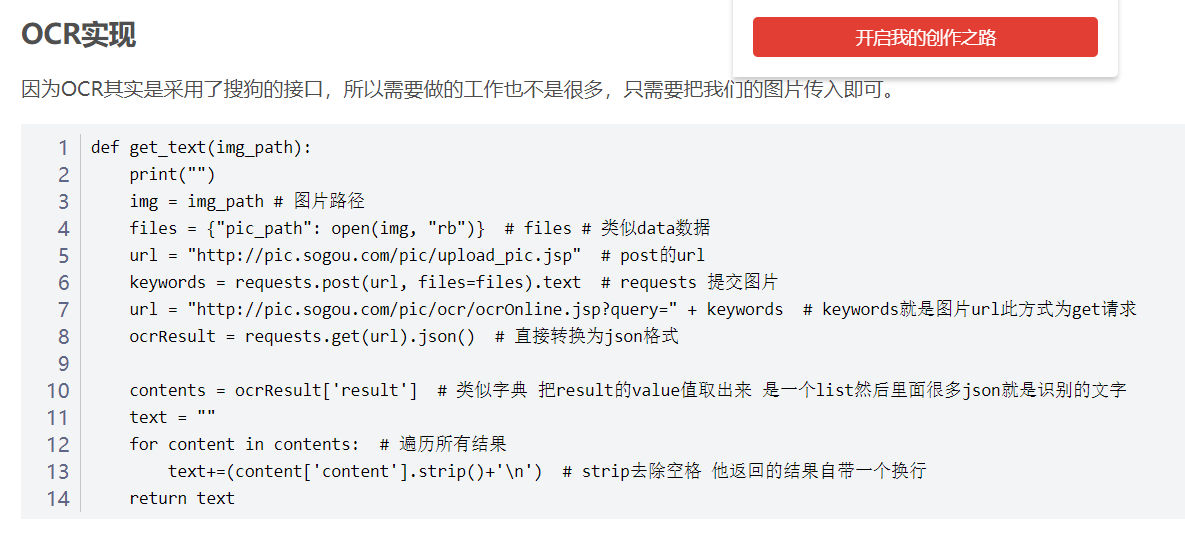 OCR实现
开启我的创作之路
因为OCR其实是采用了搜狗的接口，所以需要做的工作也不是很多，只需要把我们的图片传入即可。
1 def get_text(img_path):
2     print("")
3     img = img_path # 图片路径
4     files = {"pic_path": open(img, "rb")}  # files # 类似data数据
5     url = "http://pic.sogou.com/pic/upload_pic.jsp"  # post的url
6     keywords = requests.post(url, files=files).text  # requests 提交图片
7     url = "http://pic.sogou.com/pic/ocr/ocrOnline.jsp?query=" + keywords  # keywords就是图片url此方式为get请求
8     ocrResult = requests.get(url).json()  # 直接转换为json格式
9
10     contents = ocrResult['result']  # 类似字典 把result的value值取出来 是一个list然后里面很多json就是识别的文字
11     text = ""
12     for content in contents:  # 遍历所有结果
13         text+=(content['content'].strip()+'\n')  # strip去除空格 他返回的结果自带一个换行
14     return text